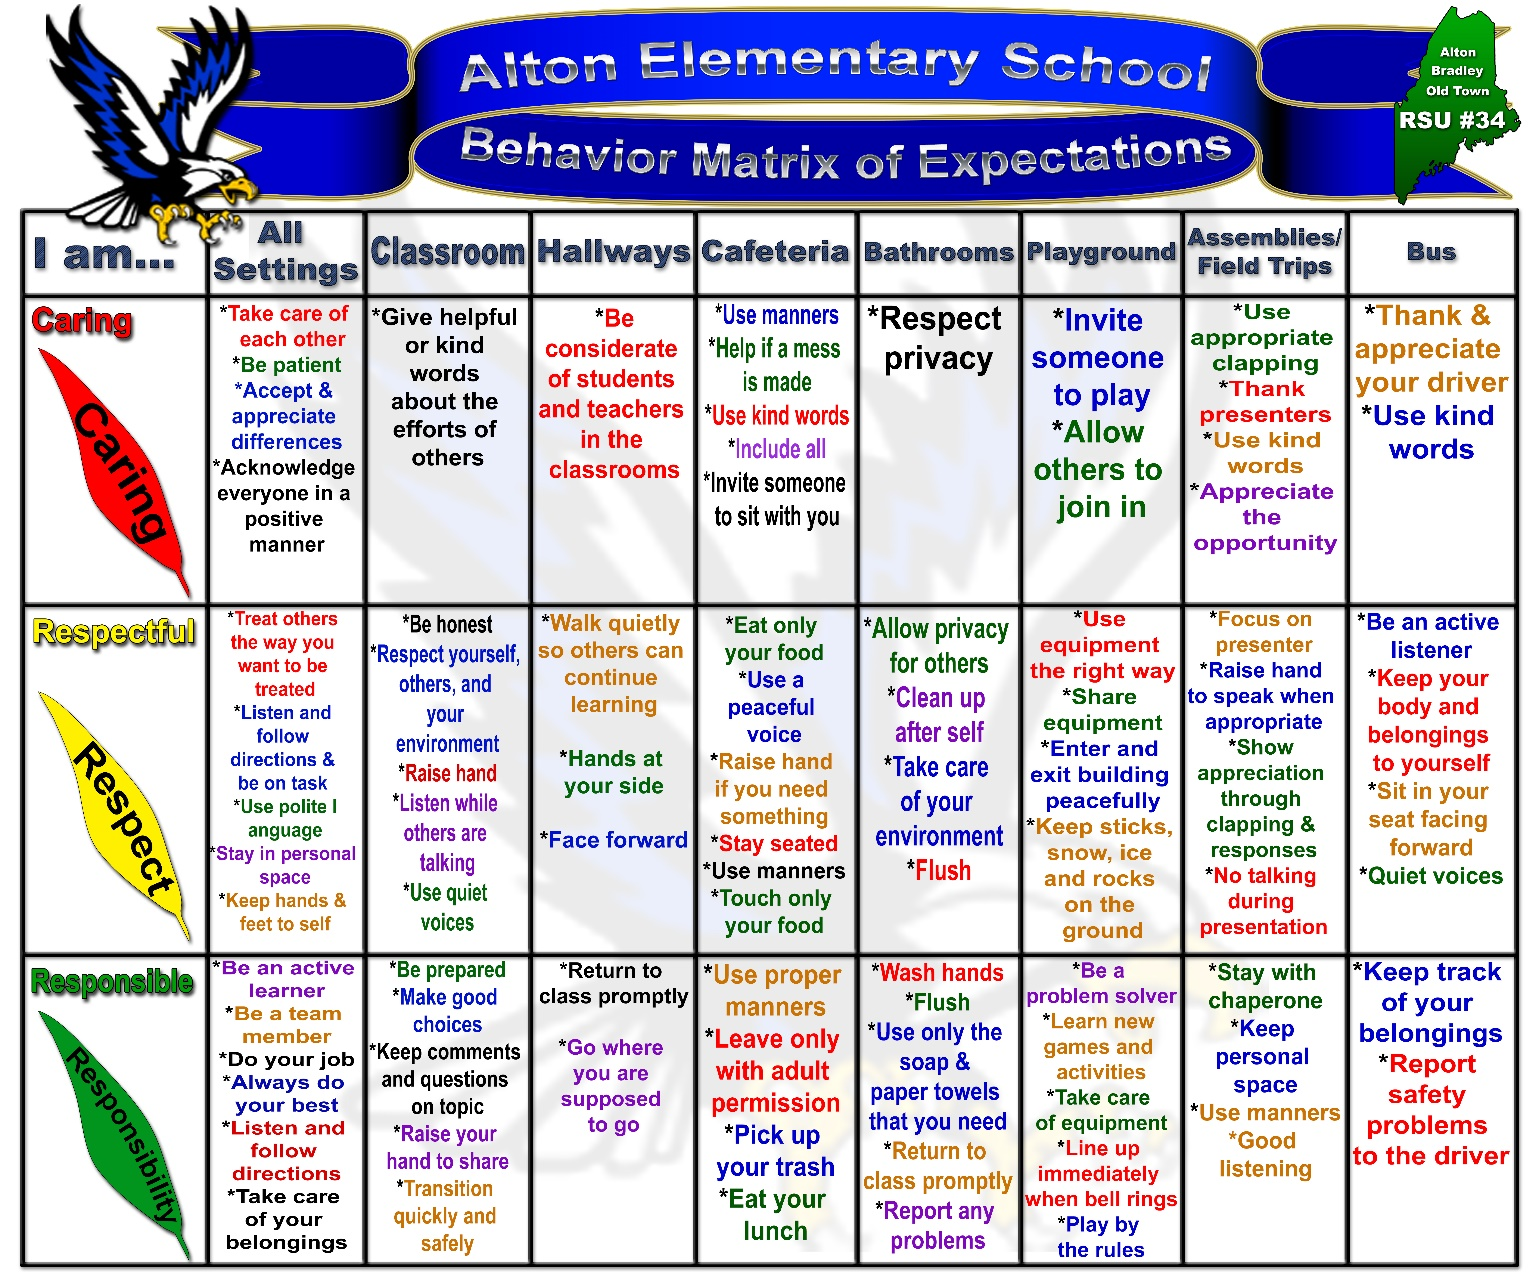 Alton Elementary School
Behavior Matrix of Expectations
Alton
Bradley
Old Town
RSU #34
I am...
All
Settings
Classroom
Hallways
Cafeteria
Bathrooms
Playground
Assemblies/
Field Trips
Bus
Caring
Caring
*Take care of
each other
*Be patient
*Accept &
appreciate
differences
*Acknowledge
everyone in a
positive
manner
*Give helpful
or kind
words
about the
efforts of
others
*Be
considerate
of students
and teachers
in the
classrooms
*Use manners
*Help if a mess
is made
*Use kind words
*Include all
*Invite someone
to sit with you
*Respect
privacy
*Invite
someone
to play
*Allow
others to
join in
*Use
appropriate
clapping
*Thank
presenters
*Use kind
words
*Appreciate
the
opportunity
*Thank &
appreciate
your driver
*Use kind
words
Respectful
Respect
*Treat others
the way you
want to be
treated
*Listen and
follow
directions &
be on task
*Use polite l
anguage
*Stay in personal
space
*Keep hands &
feet to self
*Be honest
*Respect yourself,
others, and
your
environment
*Raise hand
*Listen while
others are
talking
*Use quiet
voices
*Walk quietly
so others can
continue
learning
*Hands at
your side
*Face forward
*Eat only
your food
*Use a
peaceful
voice
*Raise hand
if you need
something
*Stay seated
*Use manners
*Touch only
your food
*Allow privacy
for others
*Clean up
after self
*Take care
of your
environment
*Flush
*Use
equipment
the right way
*Share
equipment
*Enter and
exit building
peacefully
*Keep sticks,
snow, ice
and rocks
on the
ground
*Focus on
presenter
*Raise hand
to speak when
appropriate
*Show
appreciation
through
clapping &
responses
*No talking
during
presentation
*Be an active
listener
*Keep your
body and
belongings
to yourself
*Sit in your
seat facing
forward
*Quiet voices
Responsible
Responsibility
*Be an active
learner
*Be a team
member
*Do your job
*Always do
your best
*Listen and
follow
directions
*Take care
of your
belongings
*Be prepared
*Make good
choices
*Keep comments
and questions
on topic
*Raise your
hand to share
*Transition
quickly and
safely
*Return to
class promptly
*Go where
you are
supposed
to go
*Use proper
manners
*Leave only
with adult
permission
*Pick up
your trash
*Eat your
lunch
*Wash hands
*Flush
*Use only the
soap &
paper towels
that you need
*Return to
class promptly
*Report any
problems
*Be a
problem solver
*Learn new
games and
activities
*Take care
of equipment
*Line up
immediately
when bell rings
*Play by
the rules
*Stay with
chaperone
*Keep
personal
space
*Use manners
*Good
listening
*Keep track
of your
belongings
*Report
safety
problems
to the driver